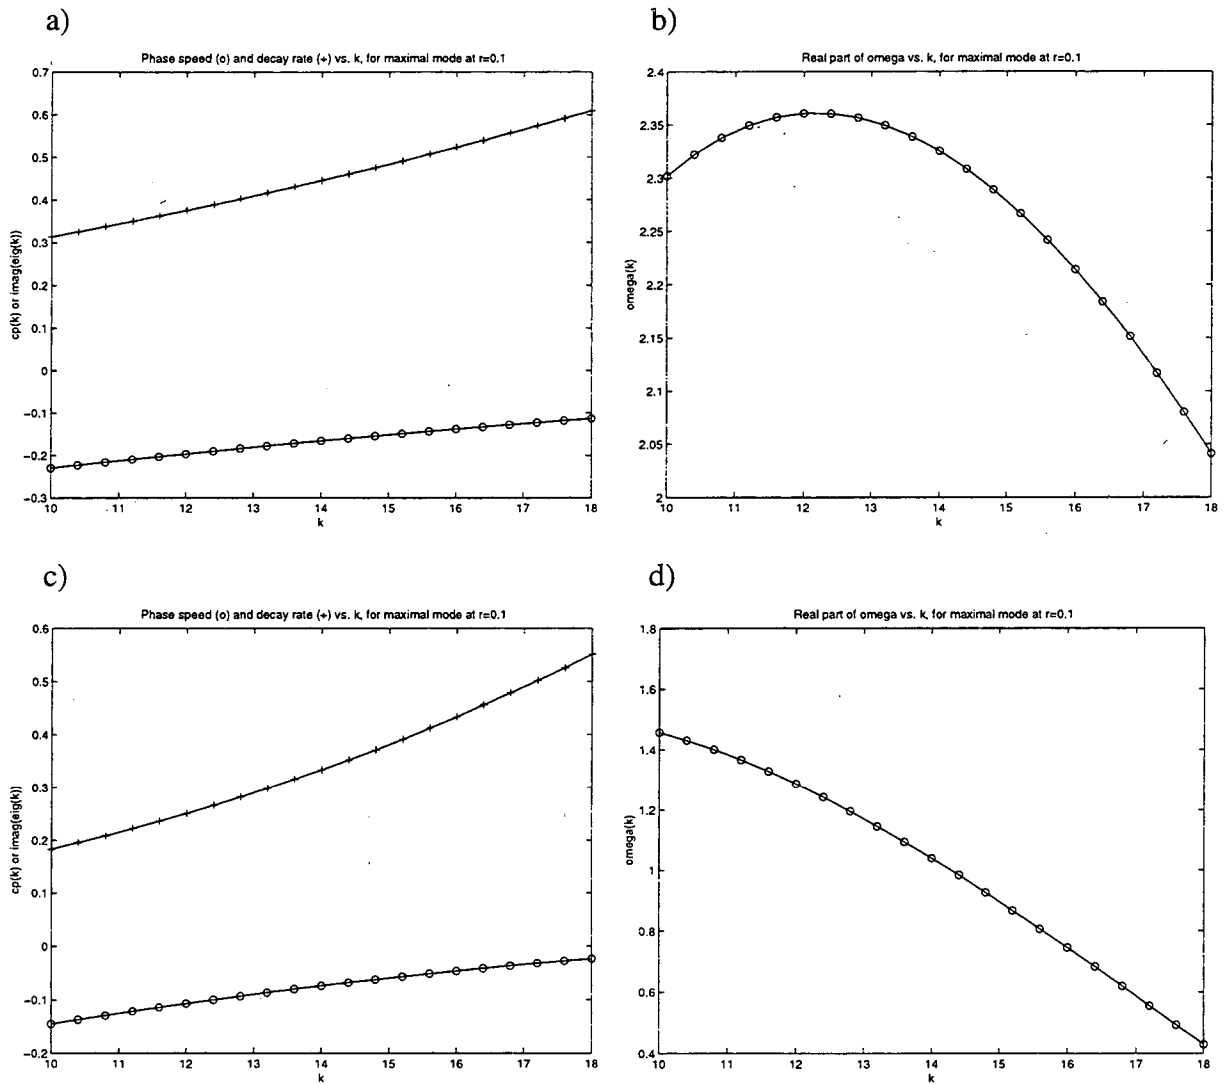 a)
Phase speed (o) and decay rate (+) vs. k, for maximal mode at r=0.1
0.7
0.6
0.5
0.4
0.3
0.2
0.1
0
−0.1
−0.2
−0.3
cp(k) or imag(eig(k))
10 11 12 13 14 15 16 17 18
k
b)
Real part of omega vs. k, for maximal mode at r=0.1
2.4
2.35
2.3
2.25
2.2
2.15
2.1
2.05
2
omega(k)
10 11 12 13 14 15 16 17 18
k
c)
Phase speed (o) and decay rate (+) vs. k, for maximal mode at r=0.1
0.6
0.5
0.4
0.3
0.2
0.1
0
−0.1
−0.2
cp(k) or imag(eig(k))
10 11 12 13 14 15 16 17 18
k
d)
Real part of omega vs. k, for maximal mode at r=0.1
1.8
1.6
1.4
1.2
1
0.8
0.6
0.4
omega(k)
10 11 12 13 14 15 16 17 18
k